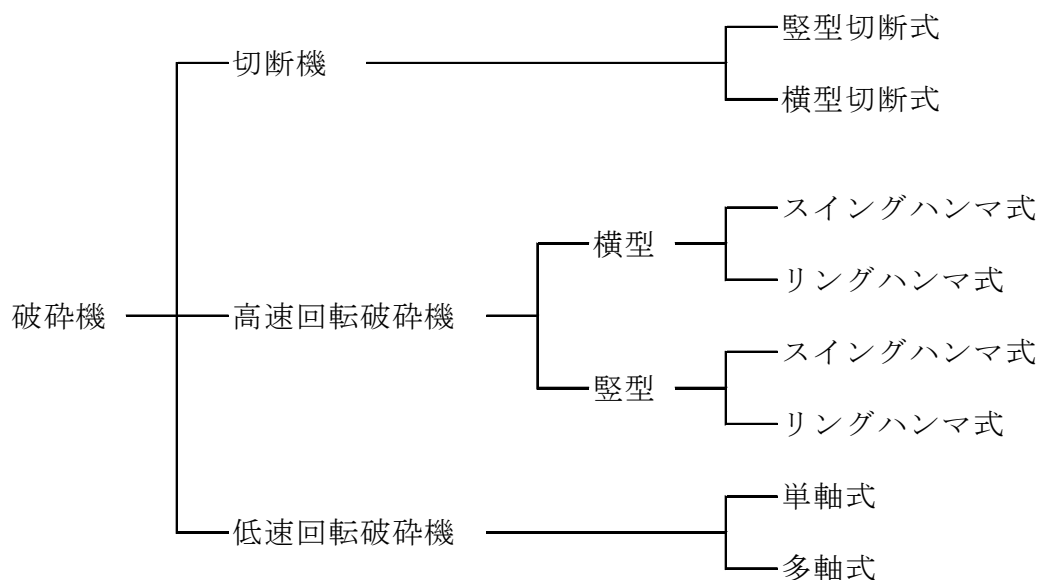 竪型切断式
切断機
横型切断式
スイングハンマ式
横型
リングハンマ式
破砕機
高速回転破砕機
スイングハンマ式
竪型
リングハンマ式
単軸式
低速回転破砕機
多軸式